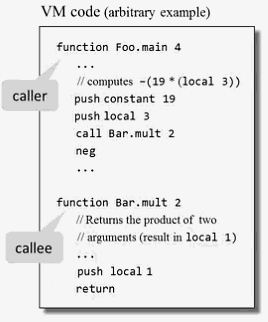 VM code (arbitrary example)
function Foo.main 4
...
// computes -(19 * (local 3))
caller
push constant 19
push local 3
call Bar.mult 2
neg
...
function Bar.mult 2
// Returns the product of two
callee
// arguments (result in local 1)
...
push local 1
return